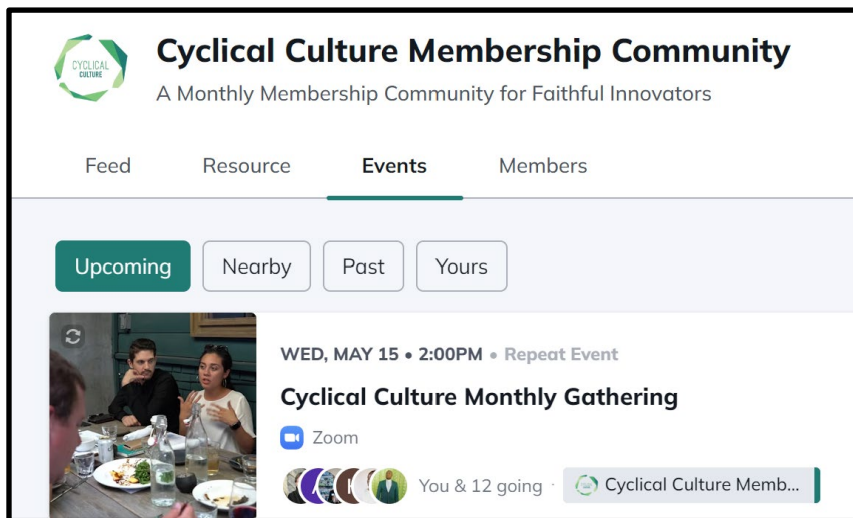 CYCLICAL
CULTURE
Cyclical Culture Membership Community
A Monthly Membership Community for Faithful Innovators
Feed Resource Events Members
Upcoming Nearby Past Yours
WED, MAY 15 • 2:00PM • Repeat Event
Cyclical Culture Monthly Gathering
Zoom
You & 12 going · Cyclical Culture Memb...